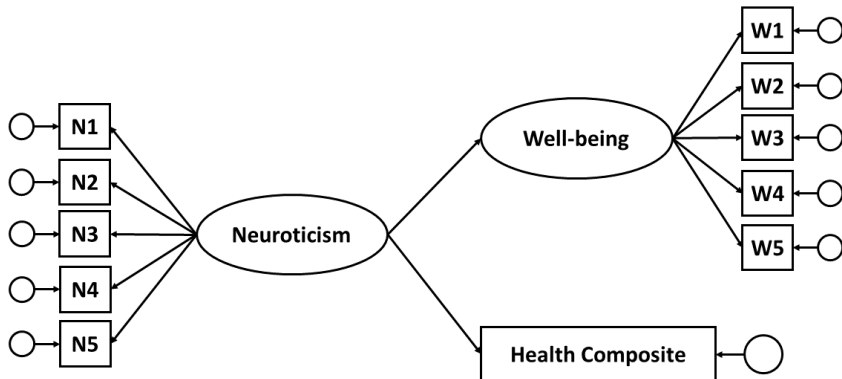 N1
N2
N3
N4
N5
Neuroticism
Well-being
Health Composite
W1
W2
W3
W4
W5